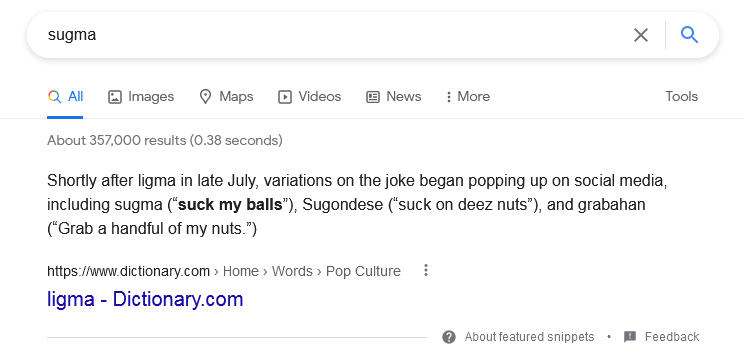 sugma
All Images Maps Videos News More Tools
About 357,000 results (0.38 seconds)
Shortly after ligma in late July, variations on the joke began popping up on social media,
including sugma (“suck my balls”), Sugondese (“suck on deez nuts”), and grabahan
(“Grab a handful of my nuts.”)
https://www.dictionary.com › Home › Words › Pop Culture
ligma - Dictionary.com
About featured snippets • Feedback